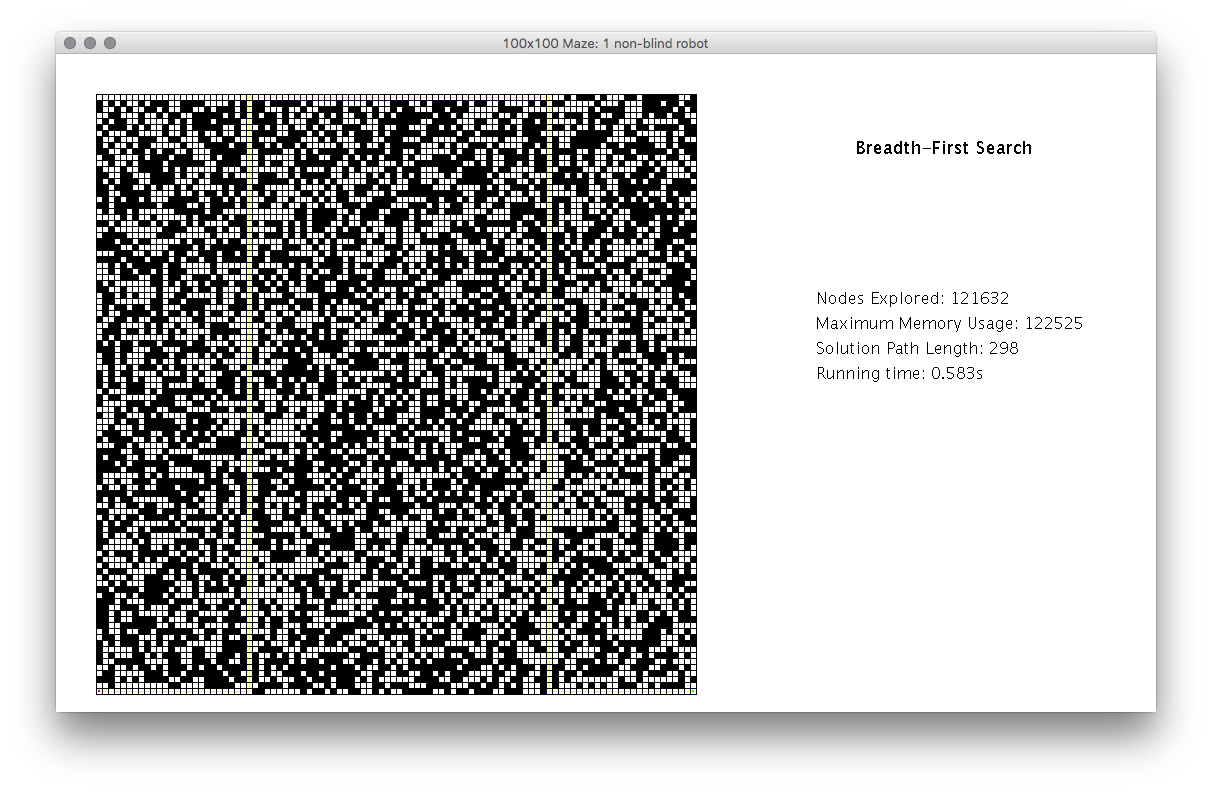 100x100 Maze: 1 non-blind robot
Breadth-First Search
Nodes Explored: 121632
Maximum Memory Usage: 122525
Solution Path Length: 298
Running time: 0.583s